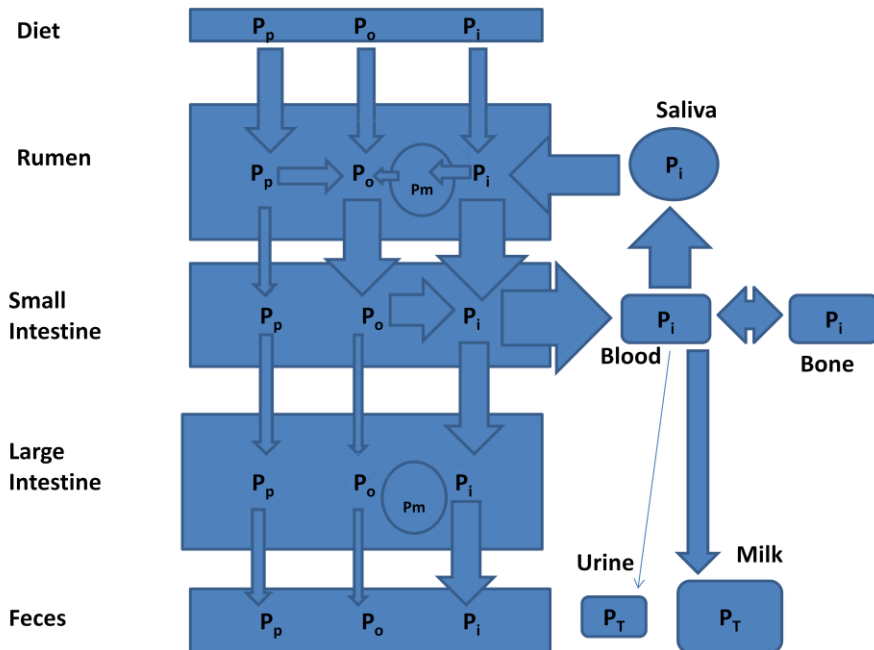 Diet
Pp Po Pi
Saliva
Rumen
Pi
Pp Po Pm Pi
Small
Intestine
Pp Po Pi
Pi
Pi
Blood
Bone
Large
Intestine
Pp Po Pm Pi
Urine
Milk
Feces
Pp Po Pi
PT
PT